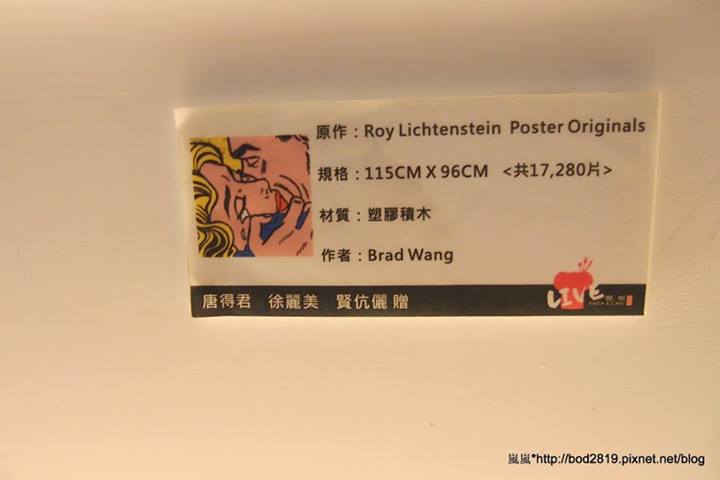 原作：Roy Lichtenstein Poster Originals
規格：115CM X 96CM <共17,280片>
材質：塑膠積木
作者：Brad Wang
唐得君 徐麗美 賢伉儷 贈
LIVE
PASTA & CAFE
嵐嵐*http://bod2819.pixnet.net/blog